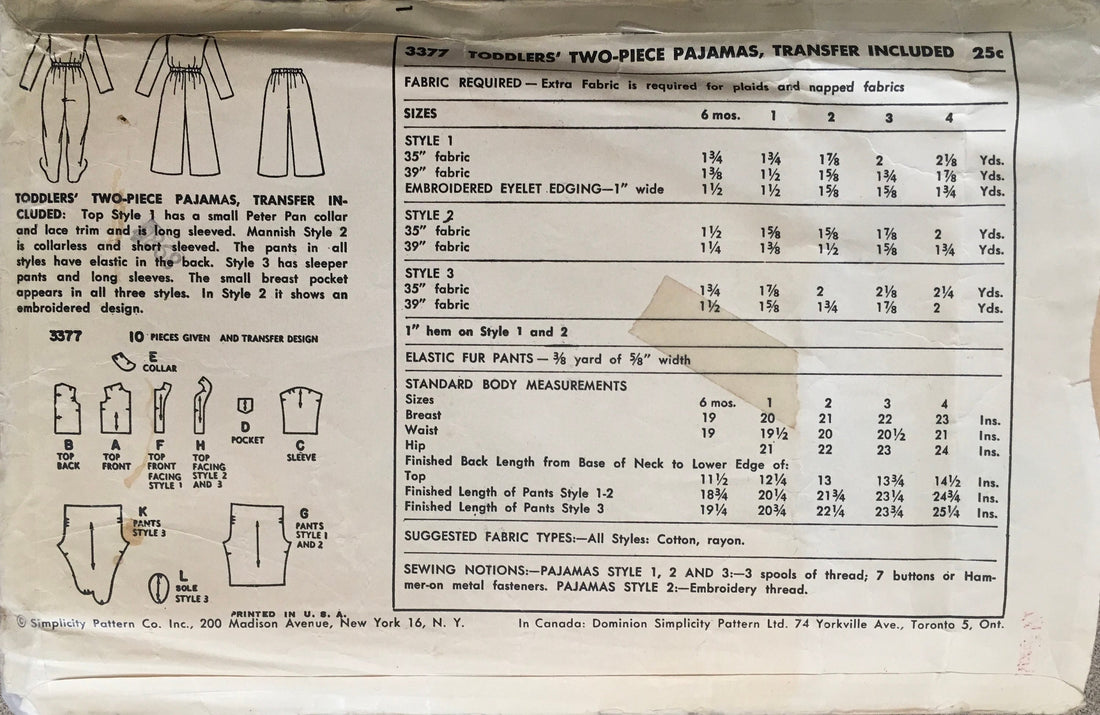 3377 TODDLERS' TWO-PIECE PAJAMAS, TRANSFER INCLUDED 25c
FABRIC REQUIRED — Extra Fabric is required for plaids and napped fabrics
SIZES 6 mos. 1 2 3 4
STYLE 1
35" fabric 1¾ 1¾ 1⅞ 2 2⅛ Yds.
39" fabric 1⅜ 1½ 1⅝ 1¾ 1⅞ Yds.
EMBROIDERED EYELET EDGING—1" wide 1½ 1½ 1⅝ 1⅝ 1¾ Yds.
STYLE 2
35" fabric 1½ 1⅝ 1⅝ 1⅞ 2 Yds.
39" fabric 1¼ 1⅜ 1½ 1⅝ 1¾ Yds.
STYLE 3
35" fabric 1¾ 1⅞ 2 2⅛ 2¼ Yds.
39" fabric 1½ 1⅝ 1¾ 1⅞ 2 Yds.
1" hem on Style 1 and 2
ELASTIC FUR PANTS — ⅜ yard of ⅝" width
STANDARD BODY MEASUREMENTS
Sizes 6 mos. 1 2 3 4
Breast 19 20 21 22 23 Ins.
Waist 19 19½ 20 20½ 21 Ins.
Hip 21 22 23 24 Ins.
Finished Back Length from Base of Neck to Lower Edge of:
Top 11½ 12¼ 13 13¾ 14½ Ins.
Finished Length of Pants Style 1-2 18¾ 20¼ 21¾ 23¼ 24¾ Ins.
Finished Length of Pants Style 3 19¼ 20¾ 22¼ 23¾ 25¼ Ins.
SUGGESTED FABRIC TYPES:—All Styles: Cotton, rayon.
SEWING NOTIONS:—PAJAMAS STYLE 1, 2 AND 3:—3 spools of thread; 7 buttons or Ham-
mer-on metal fasteners. PAJAMAS STYLE 2:—Embroidery thread.
TODDLERS' TWO-PIECE PAJAMAS, TRANSFER IN-
CLUDED: Top Style 1 has a small Peter Pan collar
and lace trim and is long sleeved. Mannish Style 2
is collarless and short sleeved. The pants in all
styles have elastic in the back. Style 3 has sleeper
pants and long sleeves. The small breast pocket
appears in all three styles. In Style 2 it shows an
embroidered design.
3377 10 PIECES GIVEN AND TRANSFER DESIGN
E
COLLAR
B
TOP
BACK
A
TOP
FRONT
F
TOP
FRONT
FACING
STYLE 1
H
TOP
FACING
STYLE 2
AND 3
D
POCKET
C
SLEEVE
K
PANTS
STYLE 3
G
PANTS
STYLE 1
AND 2
L
SOLE
STYLE 3
PRINTED IN U. S. A.
© Simplicity Pattern Co. Inc., 200 Madison Avenue, New York 16, N. Y. In Canada: Dominion Simplicity Pattern Ltd. 74 Yorkville Ave., Toronto 5, Ont.